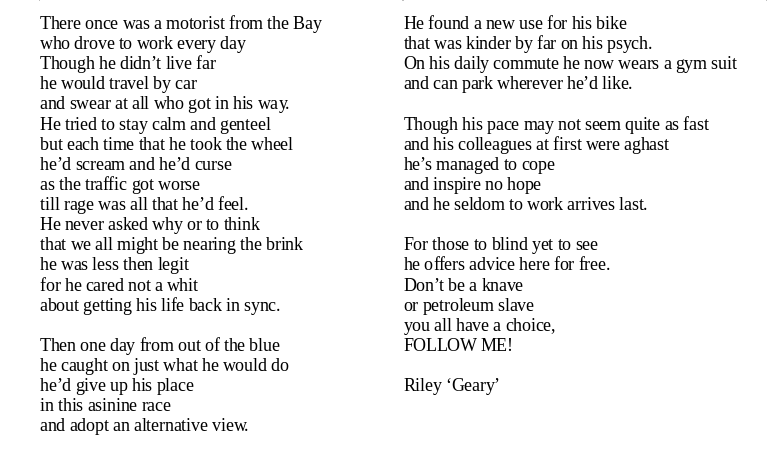 There once was a motorist from the Bay
who drove to work every day
Though he didn’t live far
he would travel by car
and swear at all who got in his way.
He tried to stay calm and genteel
but each time that he took the wheel
he’d scream and he’d curse
as the traffic got worse
till rage was all that he’d feel.
He never asked why or to think
that we all might be nearing the brink
he was less then legit
for he cared not a whit
about getting his life back in sync.

Then one day from out of the blue
he caught on just what he would do
he’d give up his place
in this asinine race
and adopt an alternative view.

He found a new use for his bike
that was kinder by far on his psych.
On his daily commute he now wears a gym suit
and can park wherever he’d like.

Though his pace may not seem quite as fast
and his colleagues at first were aghast
he’s managed to cope
and inspire no hope
and he seldom to work arrives last.

For those to blind yet to see
he offers advice here for free.
Don’t be a knave
or petroleum slave
you all have a choice,
FOLLOW ME!

Riley ‘Geary’